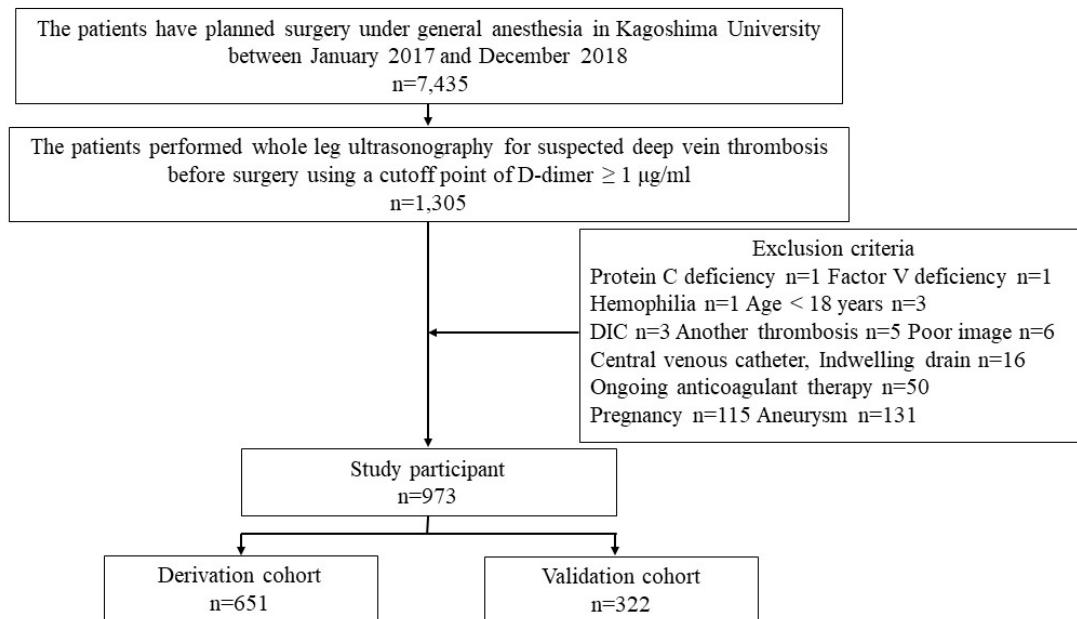 The patients have planned surgery under general anesthesia in Kagoshima University
between January 2017 and December 2018
n=7,435
The patients performed whole leg ultrasonography for suspected deep vein thrombosis
before surgery using a cutoff point of D-dimer ≥ 1 μg/ml
n=1,305
Exclusion criteria
Protein C deficiency n=1 Factor V deficiency n=1
Hemophilia n=1 Age < 18 years n=3
DIC n=3 Another thrombosis n=5 Poor image n=6
Central venous catheter, Indwelling drain n=16
Ongoing anticoagulant therapy n=50
Pregnancy n=115 Aneurysm n=131
Study participant
n=973
Derivation cohort
n=651
Validation cohort
n=322